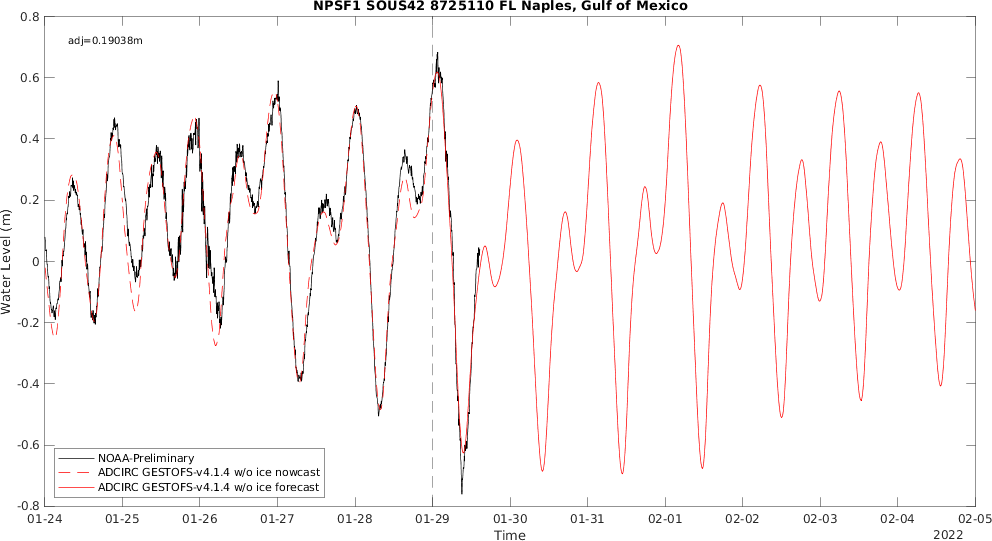 NPSF1 SOUS42 8725110 FL Naples, Gulf of Mexico
adj=0.19038m
0.8
0.6
0.4
0.2
0
-0.2
-0.4
-0.6
-0.8
Water Level (m)
NOAA-Preliminary
ADCIRC GESTOFS-v4.1.4 w/o ice nowcast
ADCIRC GESTOFS-v4.1.4 w/o ice forecast
01-24 01-25 01-26 01-27 01-28 01-29 01-30 01-31 02-01 02-02 02-03 02-04 02-05
Time
2022